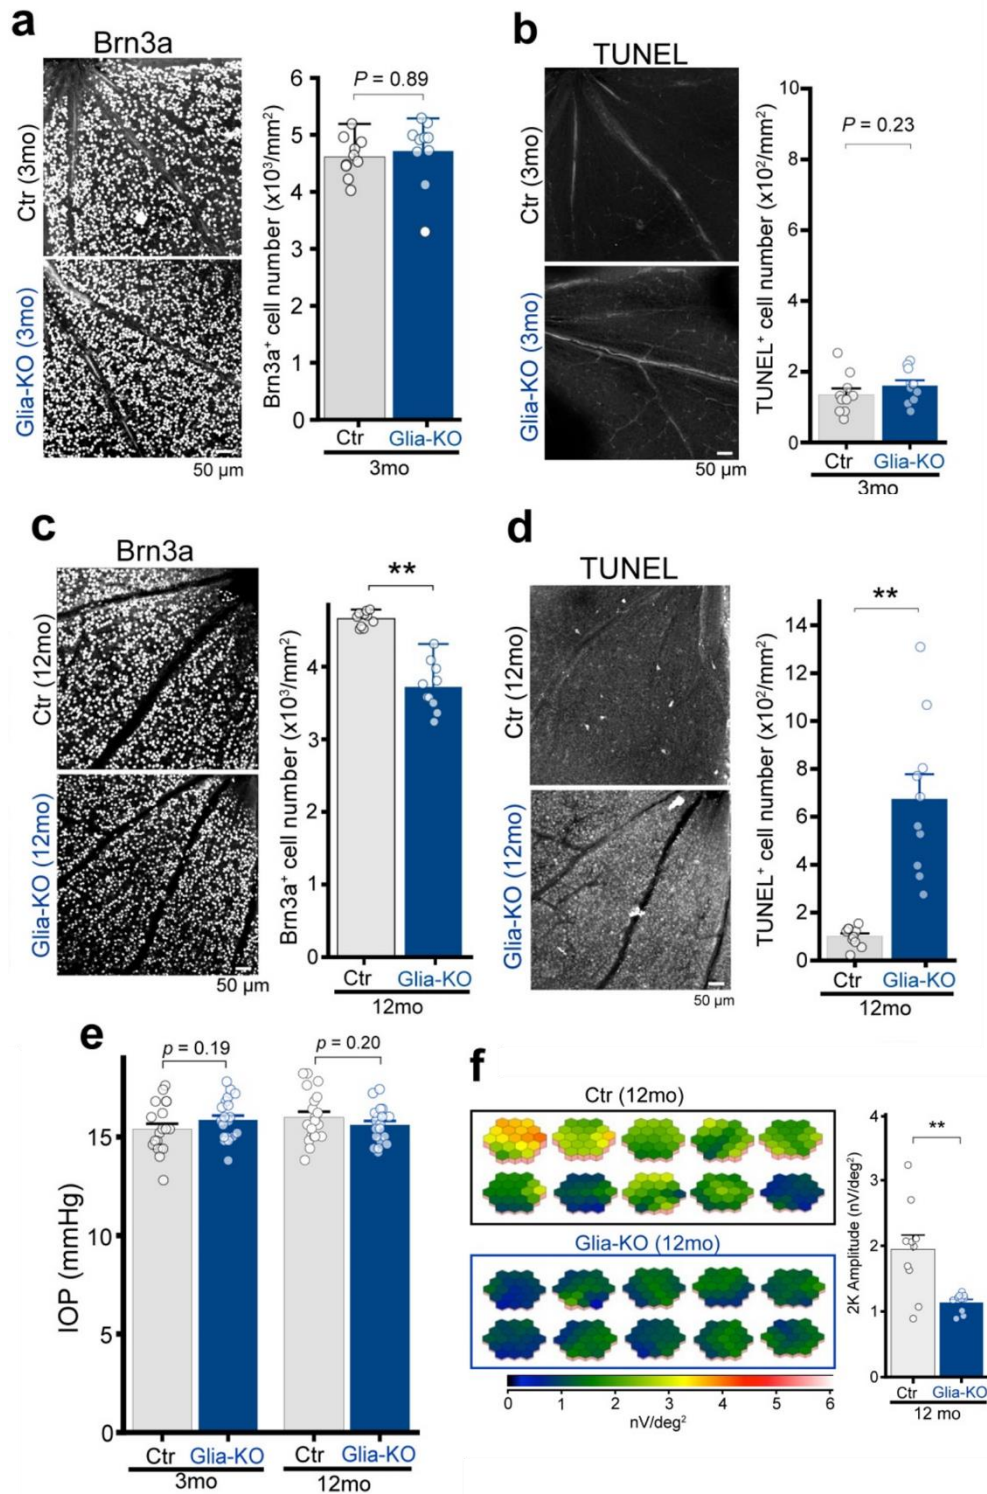 a
Brn3a
Ctr (3mo)
Glia-KO (3mo)
50 µm
Brn3a⁺ cell number (x10³/mm²)
6
5
4
3
2
1
0
P = 0.89
Ctr Glia-KO
3mo
b
TUNEL
Ctr (3mo)
Glia-KO (3mo)
50 µm
TUNEL⁺ cell number (x10²/mm²)
10
8
6
4
2
0
P = 0.23
Ctr Glia-KO
3mo
c
Brn3a
Ctr (12mo)
Glia-KO (12mo)
50 µm
Brn3a⁺ cell number (x10³/mm²)
4
3
2
1
0
**
Ctr Glia-KO
12mo
d
TUNEL
Ctr (12mo)
Glia-KO (12mo)
50 µm
TUNEL⁺ cell number (x10²/mm²)
14
12
10
8
6
4
2
0
**
Ctr Glia-KO
12mo
e
IOP (mmHg)
15
10
5
0
p = 0.19
p = 0.20
Ctr Glia-KO Ctr Glia-KO
3mo 12mo
f
Ctr (12mo)
Glia-KO (12mo)
0 1 2 3 4 5 6
nV/deg²
2K Amplitude (nV/deg²)
4
3
2
1
0
**
Ctr Glia-KO
12 mo